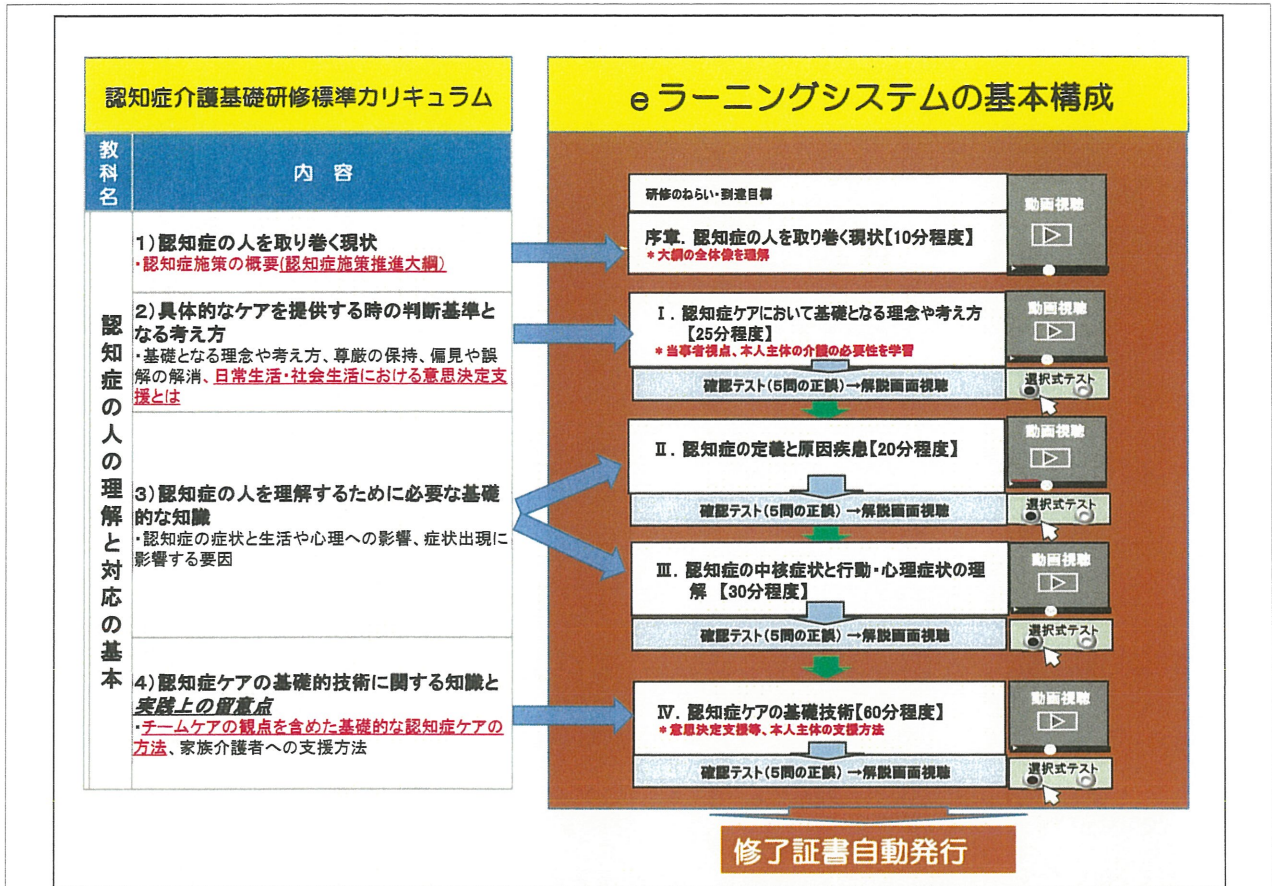 認知症介護基礎研修標準カリキュラム
教科名
内 容
認知症の人の理解と対応の基本
1)認知症の人を取り巻く現状
・認知症施策の概要(認知症施策推進大綱)
2)具体的なケアを提供する時の判断基準と
なる考え方
・基礎となる理念や考え方、尊厳の保持、偏見や誤
解の解消、日常生活・社会生活における意思決定支
援とは
3)認知症の人を理解するために必要な基礎
的な知識
・認知症の症状と生活や心理への影響、症状出現に
影響する要因
4)認知症ケアの基礎的技術に関する知識と
実践上の留意点
・チームケアの観点を含めた基礎的な認知症ケアの
方法、家族介護者への支援方法
eラーニングシステムの基本構成
研修のねらい・到達目標
序章. 認知症の人を取り巻く現状【10分程度】
*大綱の全体像を理解
動画視聴
Ⅰ. 認知症ケアにおいて基礎となる理念や考え方
【25分程度】
*当事者視点、本人主体の介護の必要性を学習
動画視聴
確認テスト(5問の正誤)→解説画面視聴
選択式テスト
Ⅱ. 認知症の定義と原因疾患【20分程度】
動画視聴
確認テスト(5問の正誤)→解説画面視聴
選択式テスト
Ⅲ. 認知症の中核症状と行動・心理症状の理
解 【30分程度】
動画視聴
確認テスト(5問の正誤)→解説画面視聴
選択式テスト
Ⅳ. 認知症ケアの基礎技術【60分程度】
*意思決定支援等、本人主体の支援方法
動画視聴
確認テスト(5問の正誤)→解説画面視聴
選択式テスト
修了証書自動発行